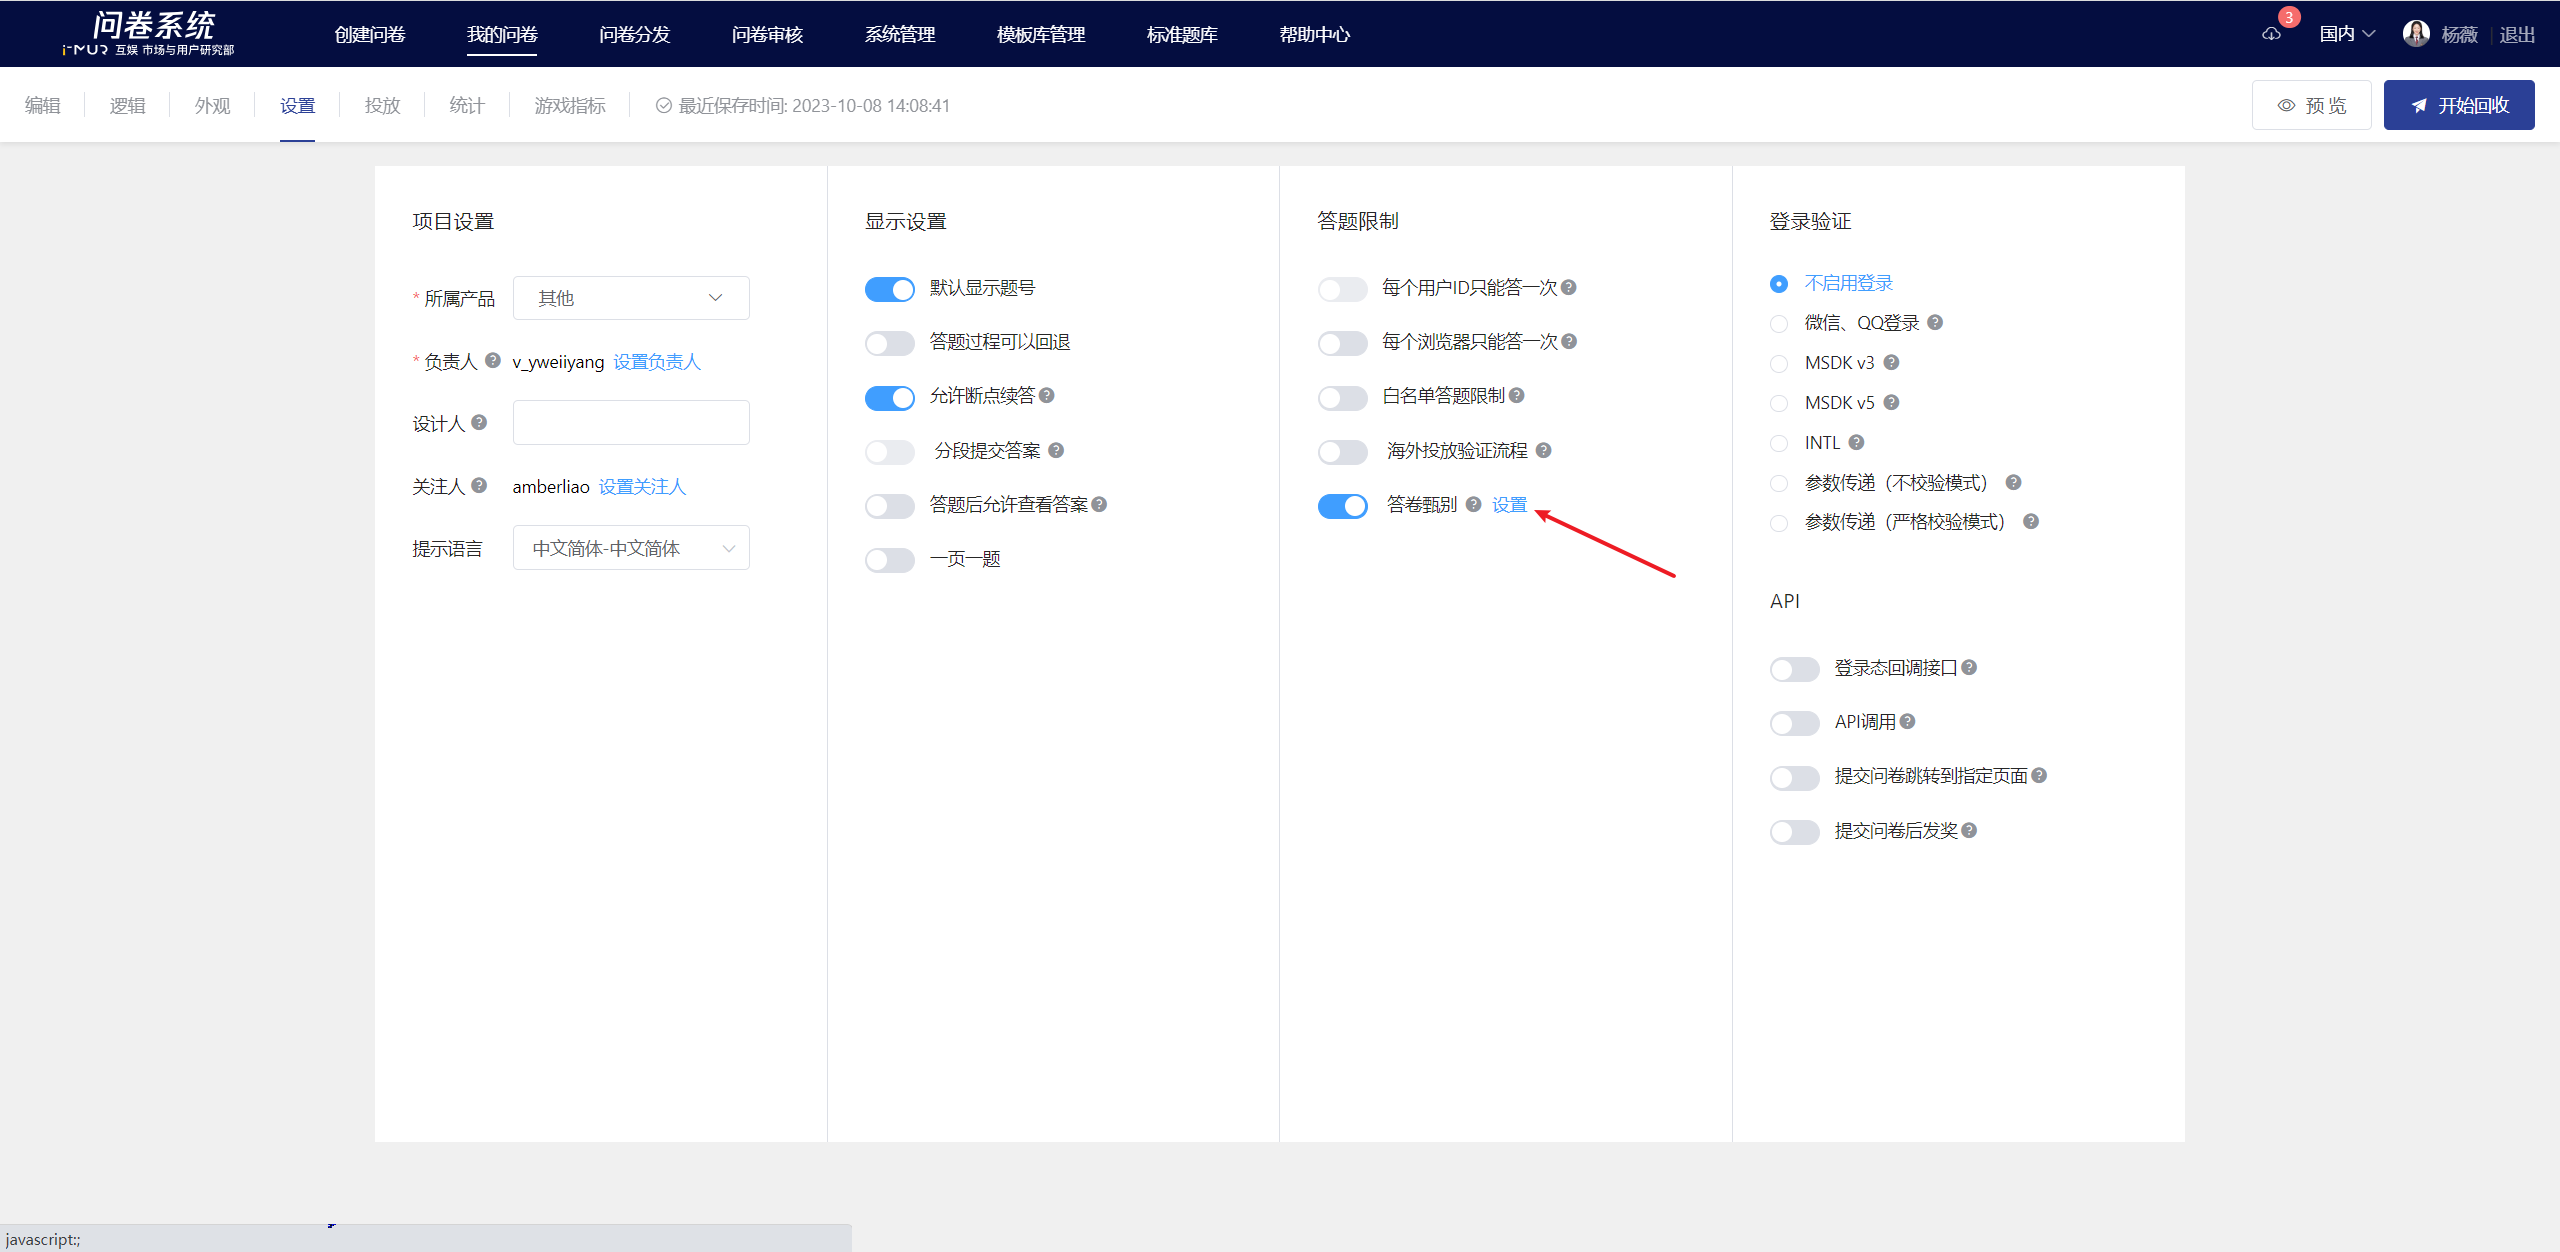 问卷系统
i-MUR 互娱 市场与用户研究部
创建问卷 我的问卷 问卷分发 问卷审核 系统管理 模板库管理 标准题库 帮助中心
3
国内 杨薇 退出
编辑 逻辑 外观 设置 投放 统计 游戏指标 最近保存时间: 2023-10-08 14:08:41
预 览 开始回收
项目设置
* 所属产品 其他
* 负责人 ? v_yweiiyang 设置负责人
设计人 ?
关注人 ? amberliao 设置关注人
提示语言 中文简体-中文简体
显示设置
默认显示题号
答题过程可以回退
允许断点续答 ?
分段提交答案 ?
答题后允许查看答案 ?
一页一题
答题限制
每个用户ID只能答一次 ?
每个浏览器只能答一次 ?
白名单答题限制 ?
海外投放验证流程 ?
答卷甄别 ? 设置
登录验证
不启用登录
微信、QQ登录 ?
MSDK v3 ?
MSDK v5 ?
INTL ?
参数传递（不校验模式） ?
参数传递（严格校验模式） ?
API
登录态回调接口 ?
API调用 ?
提交问卷跳转到指定页面 ?
提交问卷后发奖 ?
javascript:;